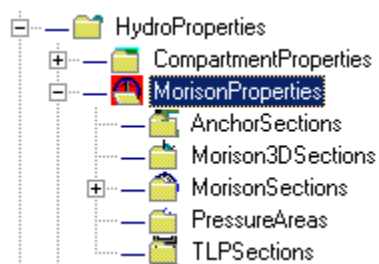 HydroProperties
CompartmentProperties
MorisonProperties
AnchorSections
Morison3DSections
MorisonSections
PressureAreas
TLPSections